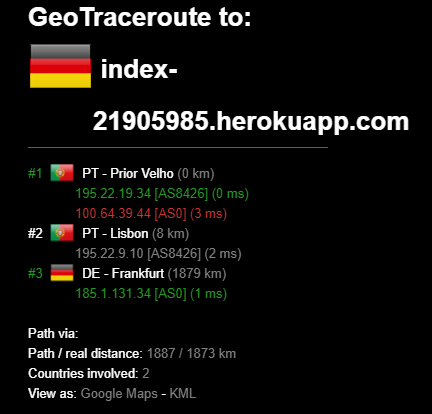 GeoTraceroute to:
index-
21905985.herokuapp.com
#1 PT - Prior Velho (0 km)
195.22.19.34 [AS8426] (0 ms)
100.64.39.44 [AS0] (3 ms)
#2 PT - Lisbon (8 km)
195.22.9.10 [AS8426] (2 ms)
#3 DE - Frankfurt (1879 km)
185.1.131.34 [AS0] (1 ms)
Path via:
Path / real distance: 1887 / 1873 km
Countries involved: 2
View as: Google Maps - KML